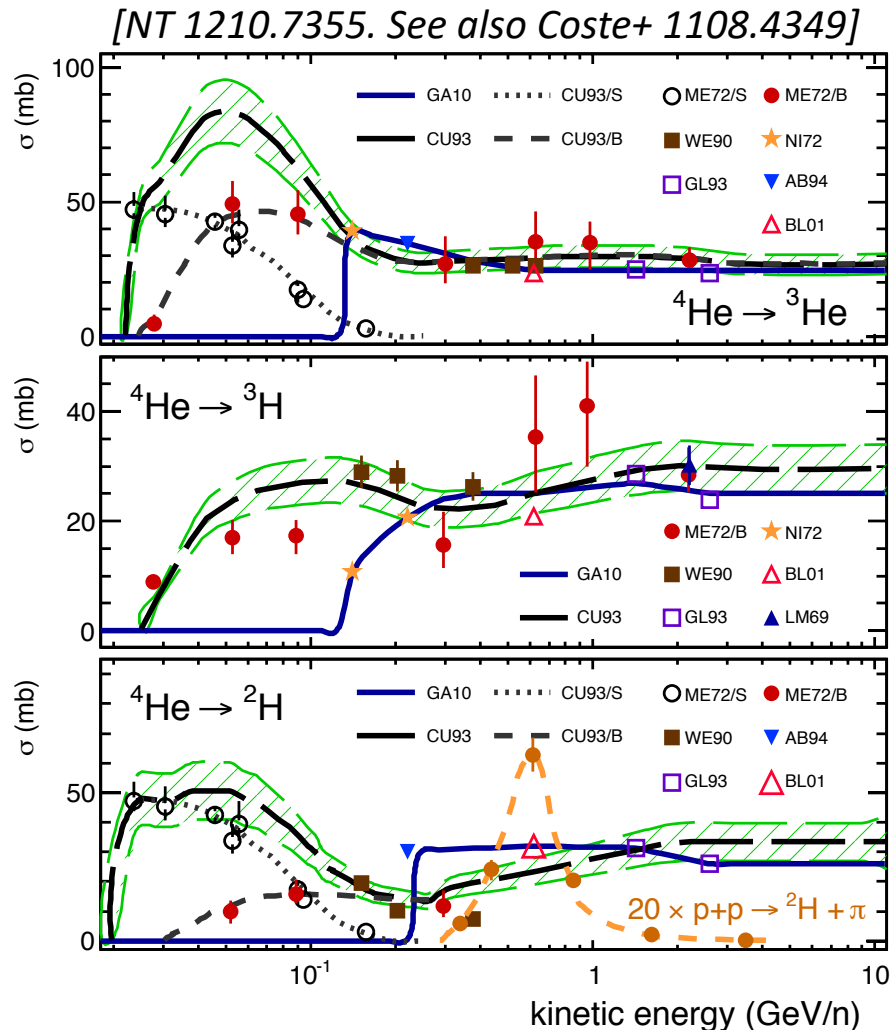 [NT 1210.7355. See also Coste+ 1108.4349]
σ (mb)
100
50
0
GA10
CU93/S
ME72/S
ME72/B
CU93
CU93/B
WE90
NI72
GL93
AB94
BL01
⁴He → ³He
σ (mb)
40
20
0
⁴He → ³H
ME72/B
NI72
GA10
WE90
BL01
CU93
GL93
LM69
σ (mb)
50
0
⁴He → ²H
GA10
CU93/S
ME72/S
ME72/B
CU93
CU93/B
WE90
AB94
GL93
BL01
20 × p+p → ²H + π
10⁻¹
1
10
kinetic energy (GeV/n)